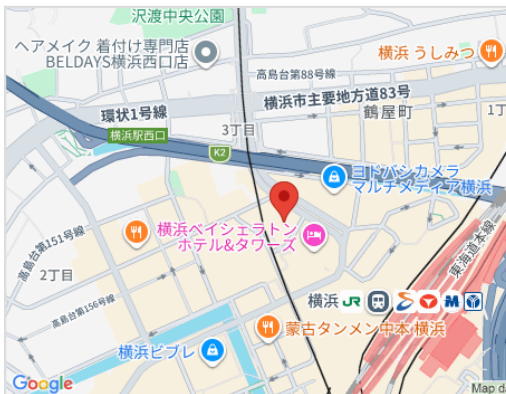 沢渡中央公園
ヘアメイク 着付け専門店
BELDAYS横浜西口店
横浜 うしみつ
高島台第88号線
環状1号線
横浜市主要地方道83号
鶴屋町
1丁
横浜駅西口
3丁目
K2
ヨドバシカメラ
マルチメディア横浜
高島台第151号線
横浜ベイシェラトン
ホテル&タワーズ
東海道本線
2丁目
高島台第156号線
横浜 JR
蒙古タンメン中本 横浜
横浜ビブレ
Google
Map da